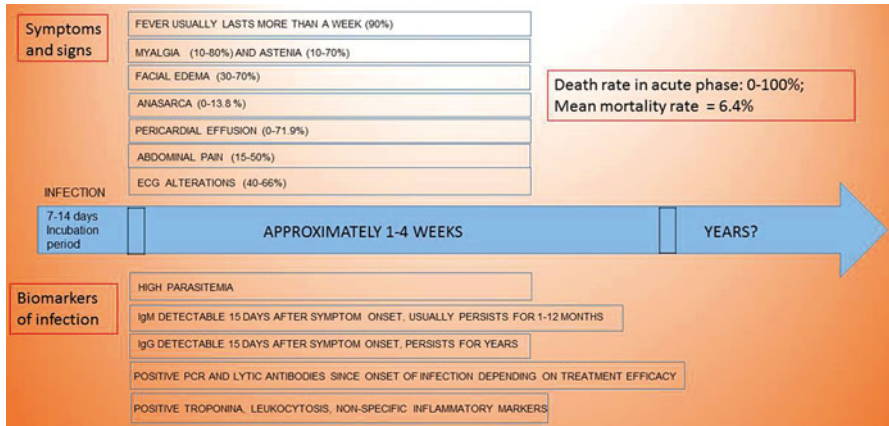 Symptoms
and signs
FEVER USUALLY LASTS MORE THAN A WEEK (90%)
MYALGIA (10-80%) AND ASTENIA (10-70%)
FACIAL EDEMA (30-70%)
ANASARCA (0-13.8 %)
PERICARDIAL EFFUSION (0-71.9%)
ABDOMINAL PAIN (15-50%)
ECG ALTERATIONS (40-66%)
Death rate in acute phase: 0-100%;
Mean mortality rate = 6.4%
INFECTION
7-14 days
Incubation
period
APPROXIMATELY 1-4 WEEKS
YEARS?
Biomarkers
of infection
HIGH PARASITEMIA
IgM DETECTABLE 15 DAYS AFTER SYMPTOM ONSET, USUALLY PERSISTS FOR 1-12 MONTHS
IgG DETECTABLE 15 DAYS AFTER SYMPTOM ONSET, PERSISTS FOR YEARS
POSITIVE PCR AND LYTIC ANTIBODIES SINCE ONSET OF INFECTION DEPENDING ON TREATMENT EFFICACY
POSITIVE TROPONINA, LEUKOCYTOSIS, NON-SPECIFIC INFLAMMATORY MARKERS